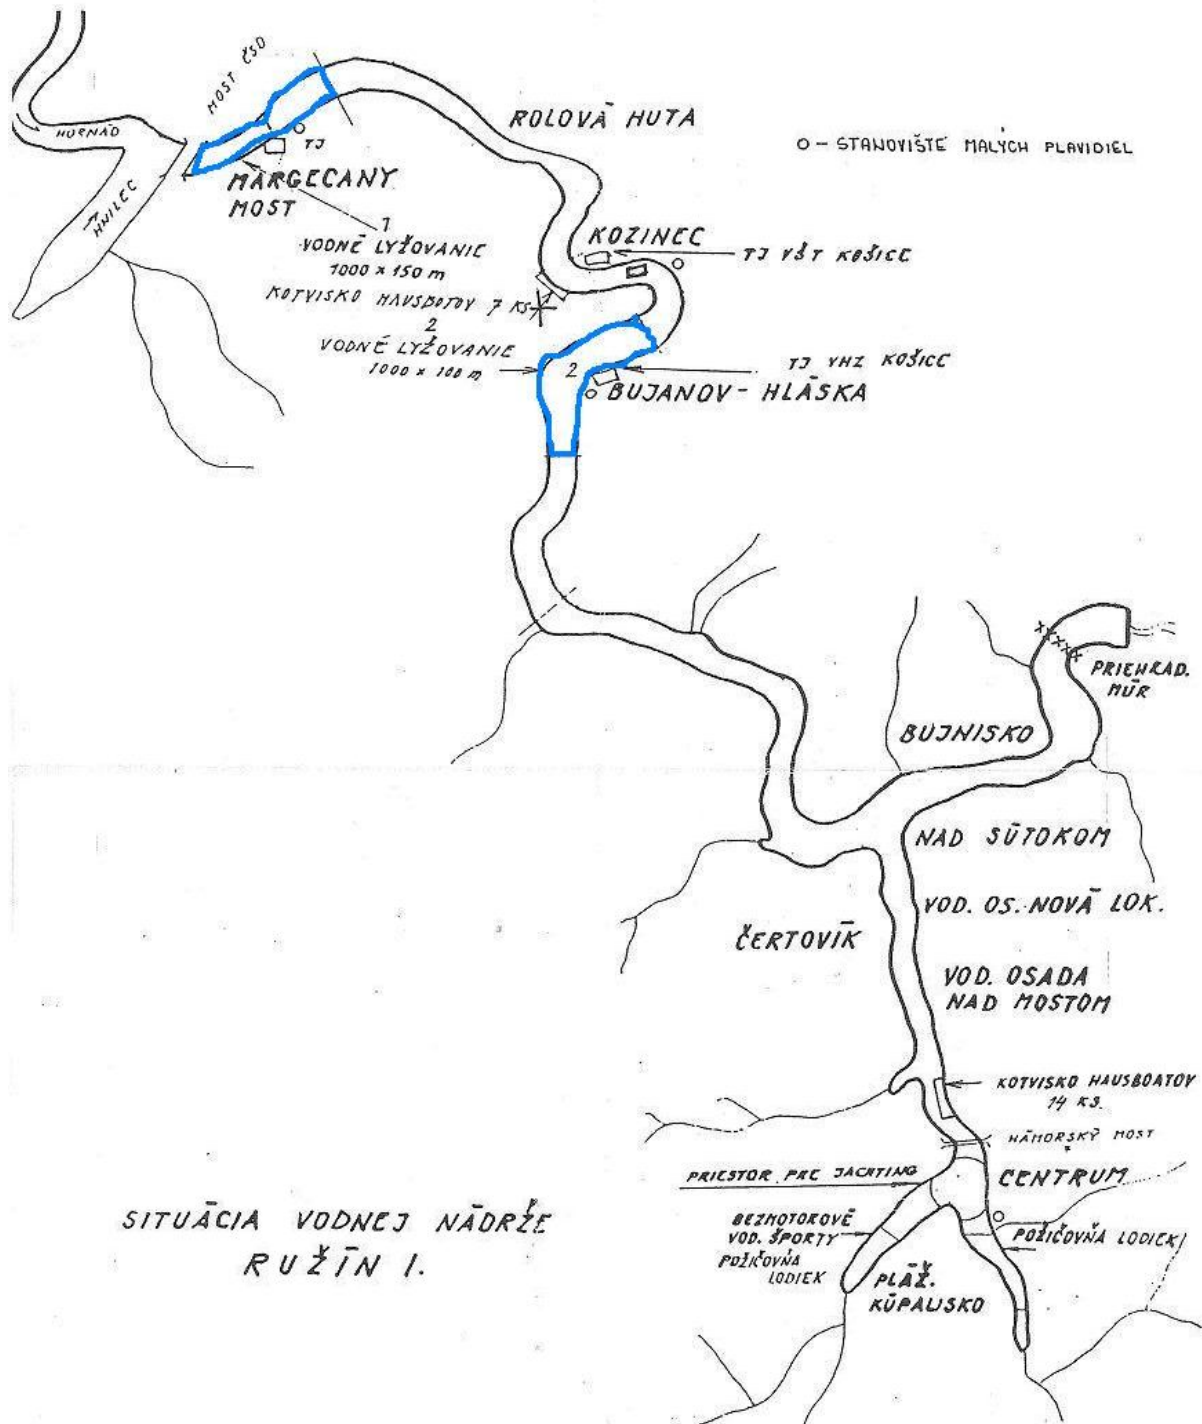 MOST ČSD
ROLOVÁ HUTA
HORNÁD
TJ
O - STANOVIŠTĚ MALÝCH PLAVIDIEL
HNILEC
MARGECANY
MOST
1
VODNÉ LYŽOVANIE
1000 x 150 m
KOTVISKO HAUSBOTOV 7 KS
KOZINEC
TJ VŠT KOŠICE
2
VODNÉ LYŽOVANIE
1000 x 100 m
2
TJ VHZ KOŠICE
BUJANOV - HLÁSKA
PRIEHRAD.
MÚR
BUJNISKO
NAD SÚTOKOM
VOD. OS. NOVÁ LOK.
ČERTOVÍK
VOD. OSADA
NAD MOSTOM
KOTVISKO HAUSBOATOV
14 KS.
HÁMORSKÝ MOST
PRIESTOR PRE JACHTING
CENTRUM
BEZMOTOROVÉ
VOD. ŠPORTY
POŽIČOVŇA
LODIEK
POŽIČOVŇA LODIEK
PLÁŽ.
KÚPALISKO
SITUÁCIA VODNEJ NÁDRŽE
RUŽÍN I.